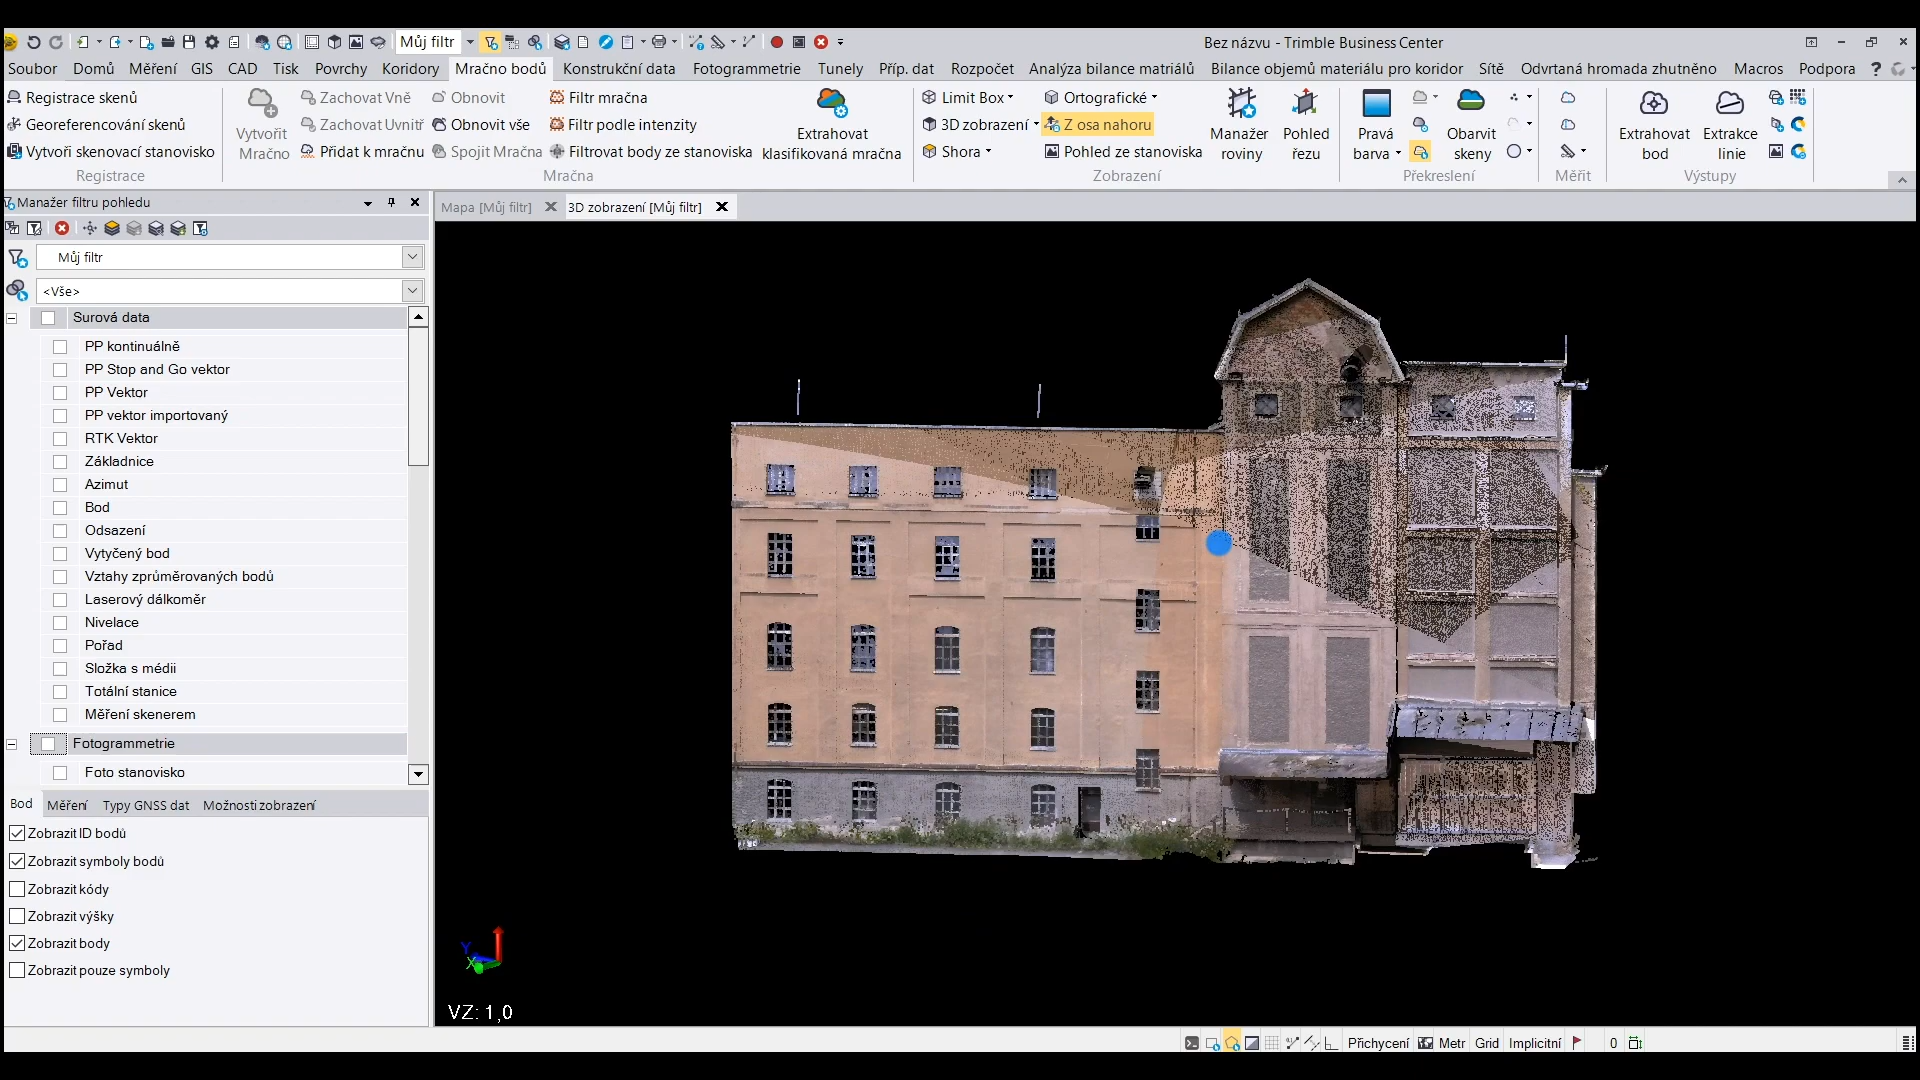 Můj filtr
Bez názvu - Trimble Business Center
Soubor Domů Měření GIS CAD Tisk Povrchy Koridory Mračno bodů Konstrukční data Fotogrammetrie Tunely Příp. dat Rozpočet Analýza bilance matriálů Bilance objemů materiálu pro koridor Sítě Odvrtaná hromada zhutněno Macros Podpora ?
Registrace skenů
Georeferencování skenů
Vytvoři skenovací stanovisko
Registrace
Vytvořit
Mračno
Zachovat Vně
Zachovat Uvnitř
Přidat k mračnu
Obnovit
Obnovit vše
Spojit Mračna
Filtr mračna
Filtr podle intenzity
Filtrovat body ze stanoviska
Extrahovat
klasifikovaná mračna
Mračna
Limit Box
3D zobrazení
Shora
Ortografické
Z osa nahoru
Pohled ze stanoviska
Manažer
roviny
Pohled
řezu
Zobrazení
Pravá
barva
Obarvit
skeny
Překreslení
Měřit
Extrahovat
bod
Extrakce
linie
Výstupy
Manažer filtru pohledu
Mapa [Můj filtr]
3D zobrazení [Můj filtr]
Můj filtr
<Vše>
Surová data
PP kontinuálně
PP Stop and Go vektor
PP Vektor
PP vektor importovaný
RTK Vektor
Základnice
Azimut
Bod
Odsazení
Vytyčený bod
Vztahy zprůměrovaných bodů
Laserový dálkoměr
Nivelace
Pořad
Složka s médii
Totální stanice
Měření skenerem
Fotogrammetrie
Foto stanovisko
Bod Měření Typy GNSS dat Možnosti zobrazení
Zobrazit ID bodů
Zobrazit symboly bodů
Zobrazit kódy
Zobrazit výšky
Zobrazit body
Zobrazit pouze symboly
Y
X
VZ: 1,0
Přichycení Metr Grid Implicitní 0